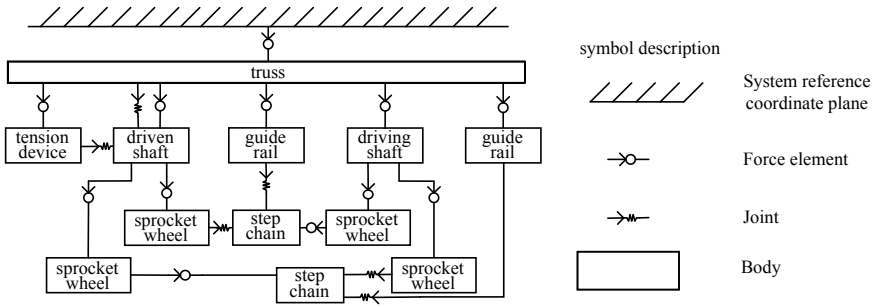 truss
tension
device
driven
shaft
guide
rail
driving
shaft
guide
rail
sprocket
wheel
step
chain
sprocket
wheel
sprocket
wheel
step
chain
sprocket
wheel
symbol description
System reference
coordinate plane
Force element
Joint
Body